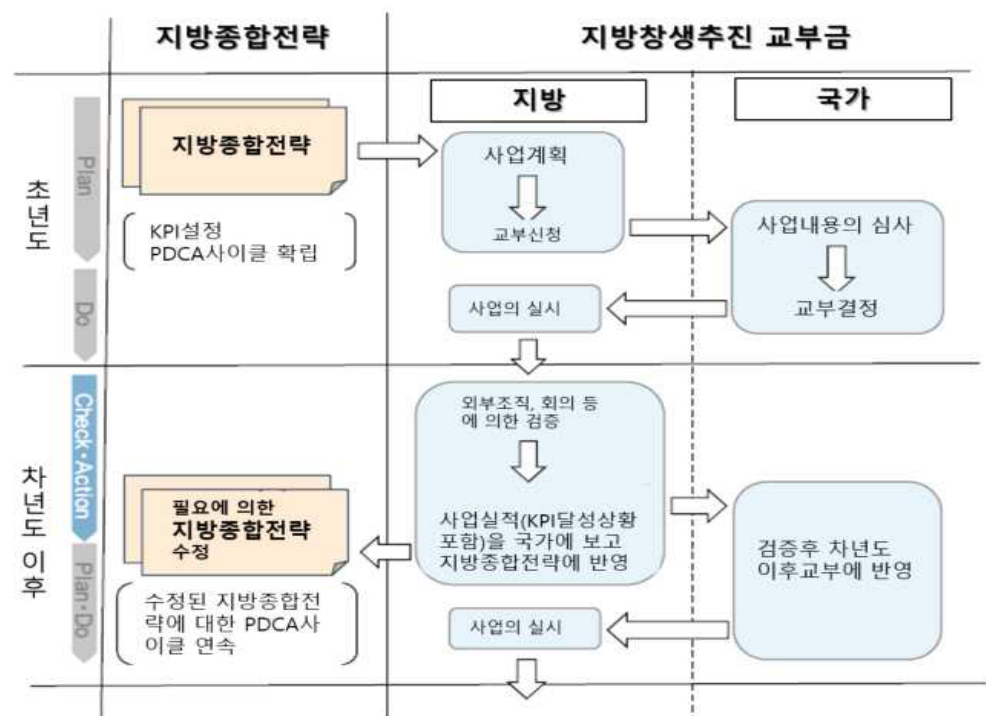 지방종합전략
지방창생추진 교부금
지방
국가
초년도
Plan
Do
지방종합전략
KPI설정
PDCA사이클 확립
사업계획
교부신청
사업내용의 심사
교부결정
사업의 실시
차년도 이후
Check·Action
Plan·Do
외부조직, 회의 등
에 의한 검증
사업실적(KPI달성상황
포함)을 국가에 보고
지방종합전략에 반영
필요에 의한
지방종합전략
수정
수정된 지방종합전
략에 대한 PDCA사
이클 연속
검증후 차년도
이후교부에 반영
사업의 실시